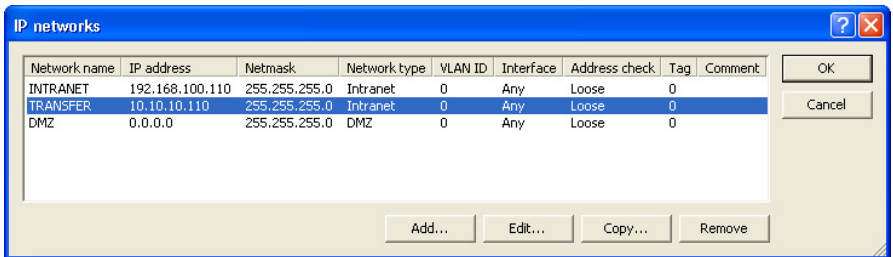 IP networks
Network name IP address Netmask Network type VLAN ID Interface Address check Tag Comment
INTRANET 192.168.100.110 255.255.255.0 Intranet 0 Any Loose 0
TRANSFER 10.10.10.110 255.255.255.0 Intranet 0 Any Loose 0
DMZ 0.0.0.0 255.255.255.0 DMZ 0 Any Loose 0
OK
Cancel
Add... Edit... Copy... Remove